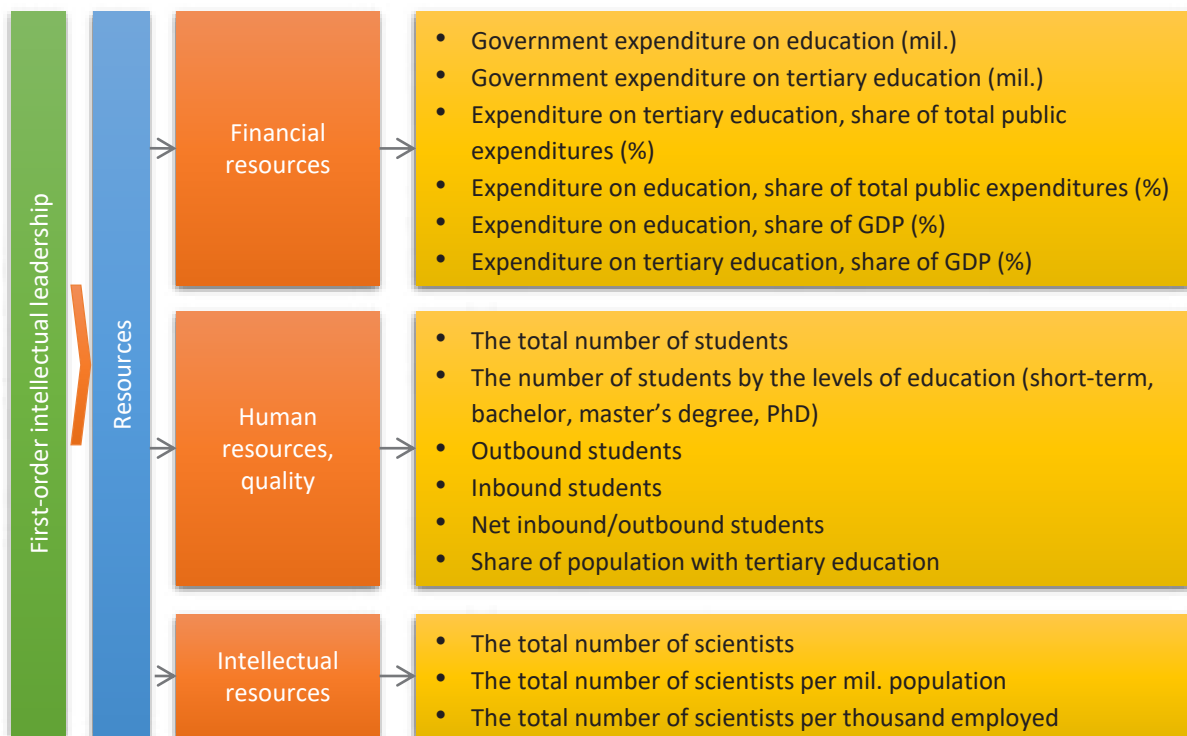 First-order intellectual leadership
Resources
Financial
resources
• Government expenditure on education (mil.)
• Government expenditure on tertiary education (mil.)
• Expenditure on tertiary education, share of total public
expenditures (%)
• Expenditure on education, share of total public expenditures (%)
• Expenditure on education, share of GDP (%)
• Expenditure on tertiary education, share of GDP (%)
Human
resources,
quality
• The total number of students
• The number of students by the levels of education (short-term,
bachelor, master’s degree, PhD)
• Outbound students
• Inbound students
• Net inbound/outbound students
• Share of population with tertiary education
Intellectual
resources
• The total number of scientists
• The total number of scientists per mil. population
• The total number of scientists per thousand employed